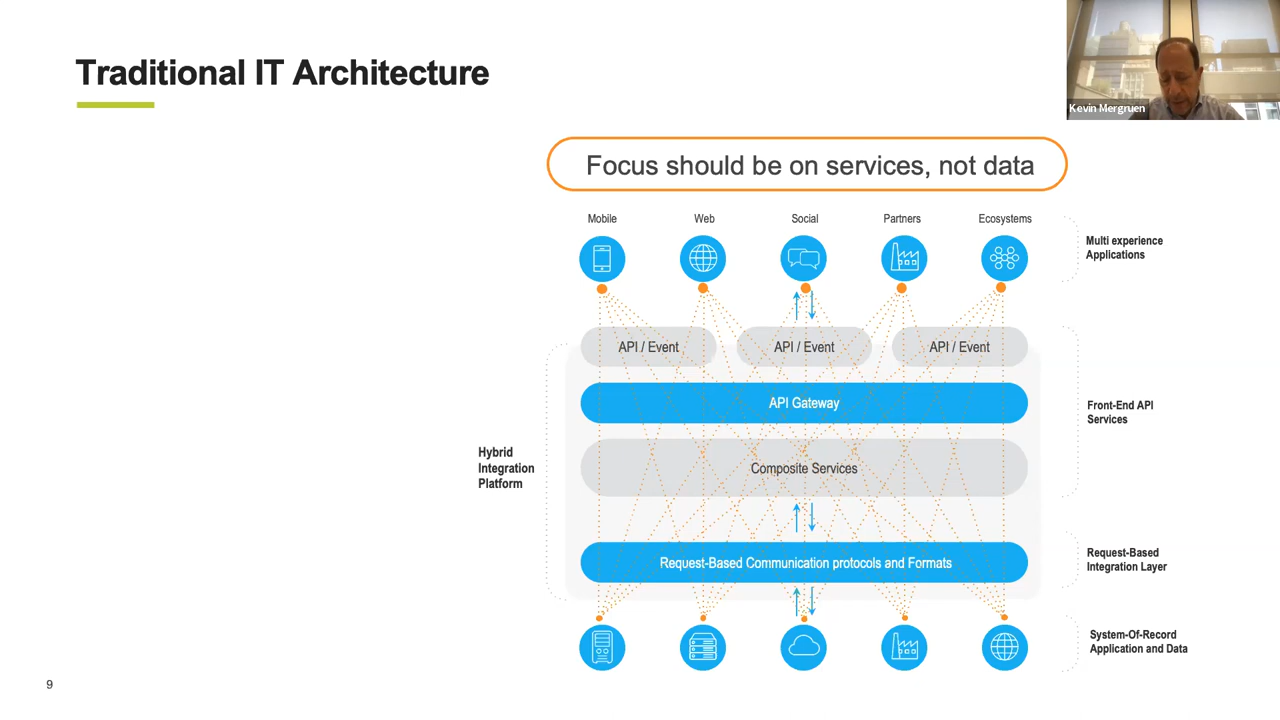 Traditional IT Architecture
Kevin Mergruen
Focus should be on services, not data
Mobile
Web
Social
Partners
Ecosystems
Multi experience
Applications
API / Event
API / Event
API / Event
API Gateway
Front-End API
Services
Hybrid
Integration
Platform
Composite Services
Request-Based Communication protocols and Formats
Request-Based
Integration Layer
System-Of-Record
Application and Data
9